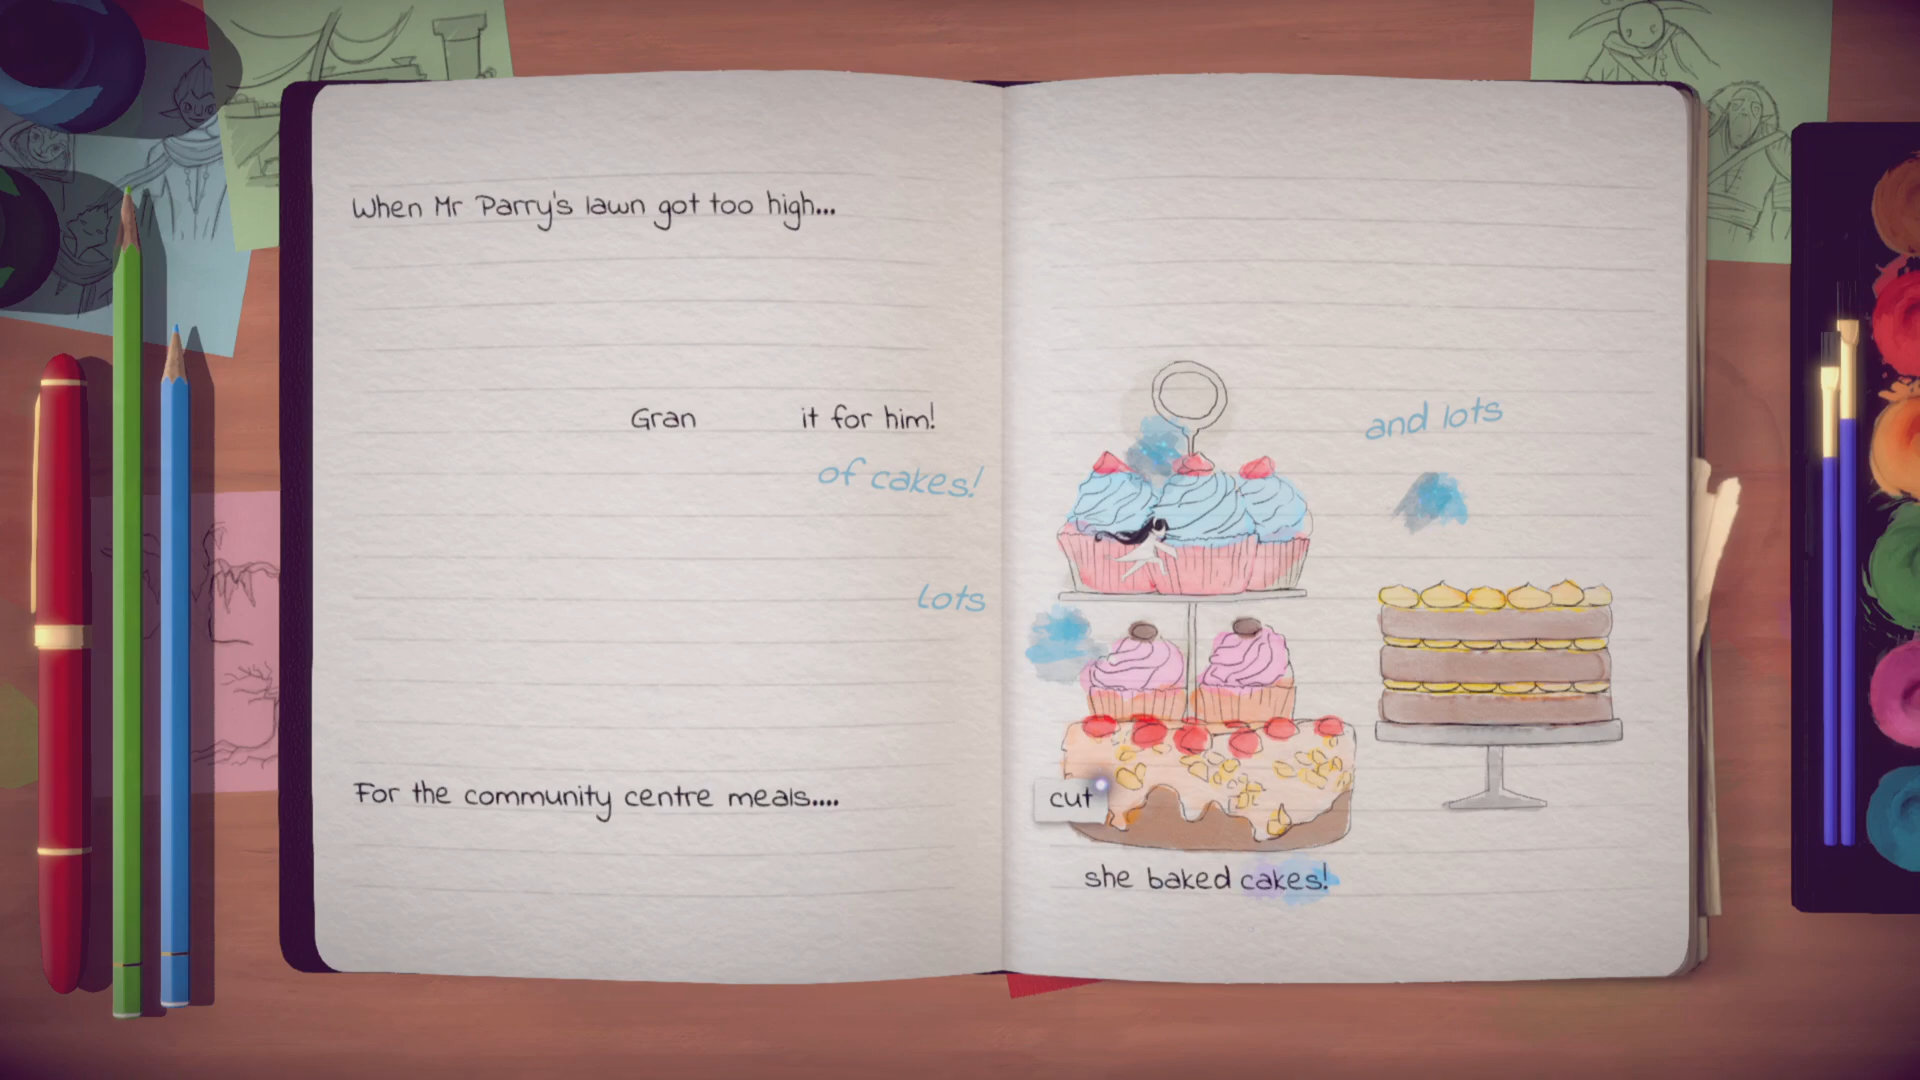 When Mr Parry's lawn got too high...
Gran it for him!
of cakes!
Lots
For the community centre meals....
and lots
cut
she baked cakes!